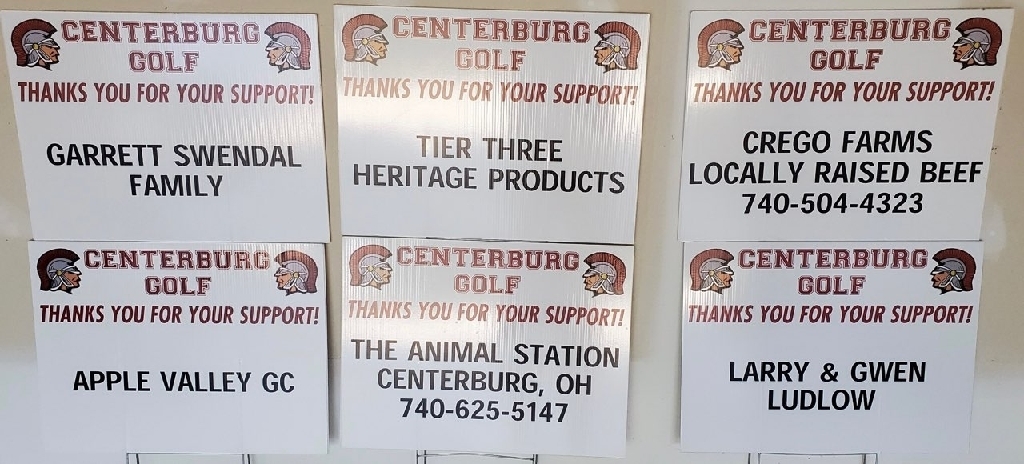 CENTERBURG
GOLF
THANKS YOU FOR YOUR SUPPORT!
GARRETT SWENDAL
FAMILY
CENTERBURG
GOLF
THANKS YOU FOR YOUR SUPPORT!
TIER THREE
HERITAGE PRODUCTS
CENTERBURG
GOLF
THANKS YOU FOR YOUR SUPPORT!
CREGO FARMS
LOCALLY RAISED BEEF
740-504-4323
CENTERBURG
GOLF
THANKS YOU FOR YOUR SUPPORT!
APPLE VALLEY GC
CENTERBURG
GOLF
THANKS YOU FOR YOUR SUPPORT!
THE ANIMAL STATION
CENTERBURG, OH
740-625-5147
CENTERBURG
GOLF
THANKS YOU FOR YOUR SUPPORT!
LARRY & GWEN
LUDLOW